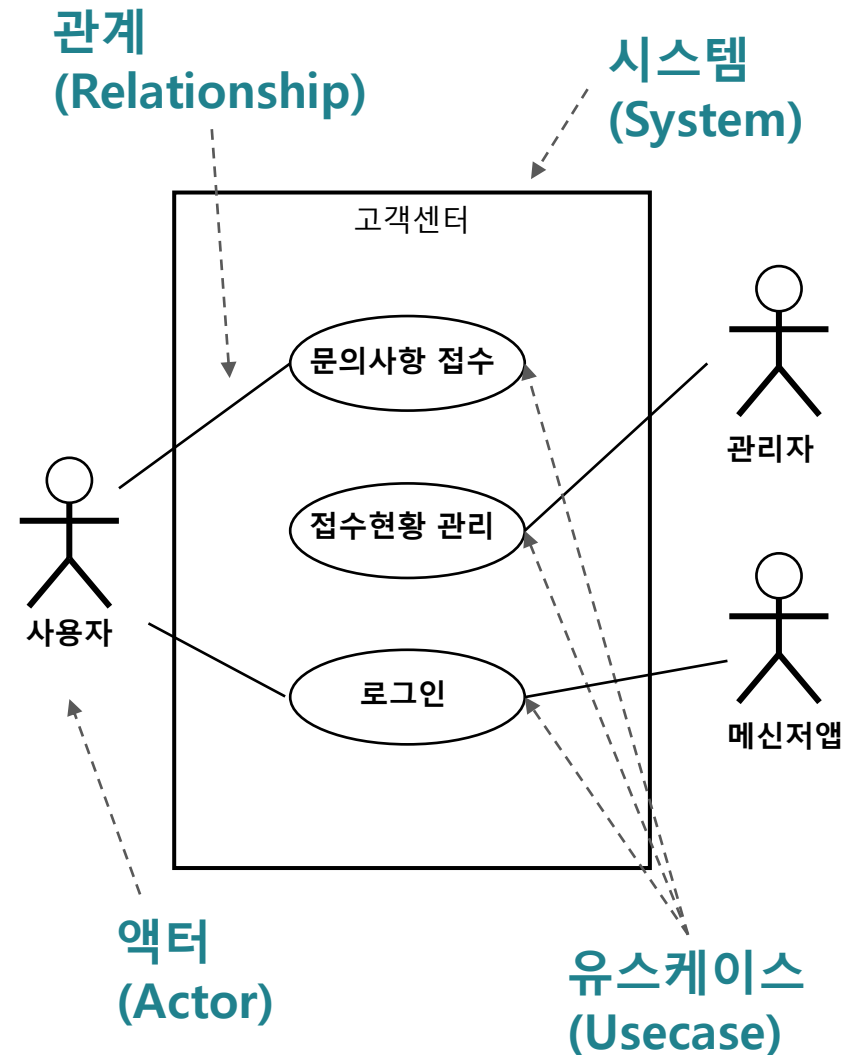 관계
(Relationship)
시스템
(System)
고객센터
문의사항 접수
관리자
접수현황 관리
사용자
로그인
메신저앱
액터
(Actor)
유스케이스
(Usecase)